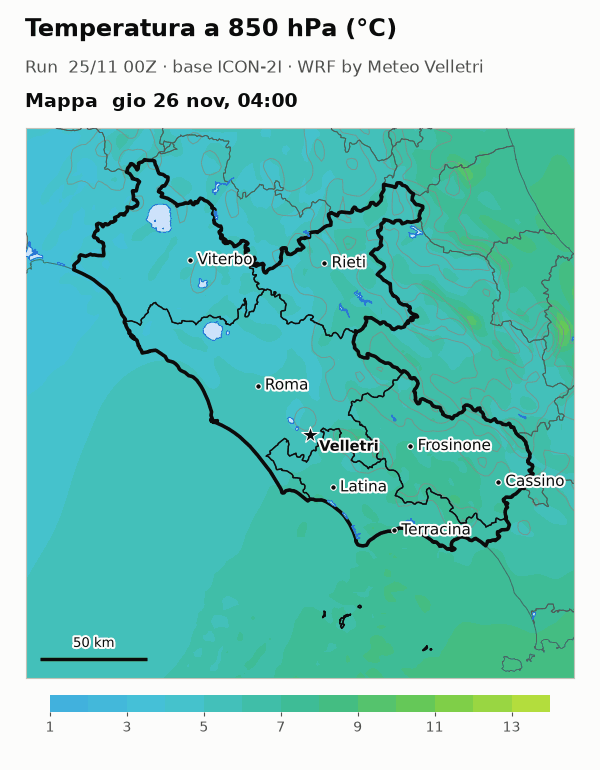 Temperatura a 850 hPa (°C)
Run  25/11 00Z · base ICON-2I · WRF by Meteo Velletri
Mappa  gio 26 nov, 04:00
Viterbo
Rieti
Roma
Velletri
Frosinone
Cassino
Latina
Terracina
50 km
1 3 5 7 9 11 13